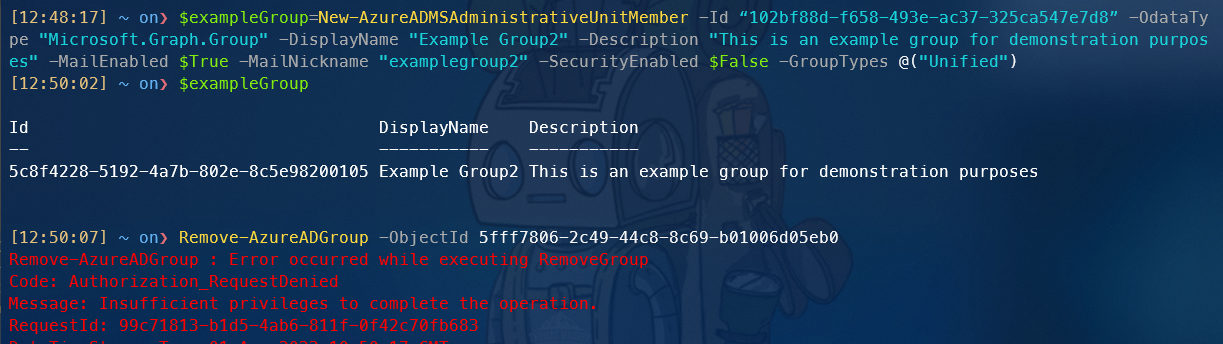 [12:48:17] ~ on❯ $exampleGroup=New-AzureADMSAdministrativeUnitMember -Id “102bf88d-f658-493e-ac37-325ca547e7d8” -OdataTy
pe "Microsoft.Graph.Group" -DisplayName "Example Group2" -Description "This is an example group for demonstration purpos
es" -MailEnabled $True -MailNickname "examplegroup2" -SecurityEnabled $False -GroupTypes @("Unified")
[12:50:02] ~ on❯ $exampleGroup
Id DisplayName Description
-- ----------- -----------
5c8f4228-5192-4a7b-802e-8c5e98200105 Example Group2 This is an example group for demonstration purposes
[12:50:07] ~ on❯ Remove-AzureADGroup -ObjectId 5fff7806-2c49-44c8-8c69-b01006d05eb0
Remove-AzureADGroup : Error occurred while executing RemoveGroup
Code: Authorization_RequestDenied
Message: Insufficient privileges to complete the operation.
RequestId: 99c71813-b1d5-4ab6-811f-0f42c70fb683